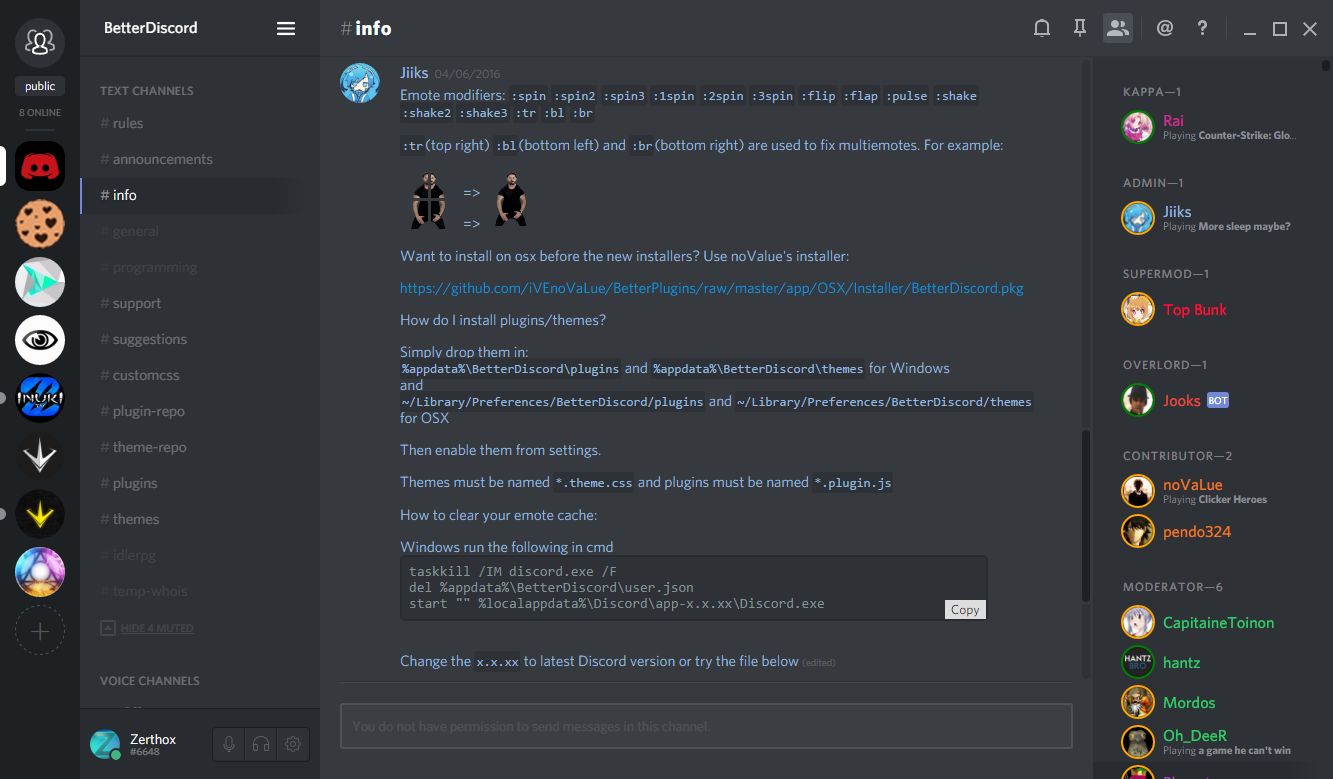 public
8 ONLINE
BetterDiscord
TEXT CHANNELS
# rules
# announcements
# info
# general
# programming
# support
# suggestions
# customcss
# plugin-repo
# theme-repo
# plugins
# themes
# idlerpg
# temp-whois
HIDE 4 MUTED
VOICE CHANNELS
Zerthox
#6648
# info
@ ?
Jiiks 04/06/2016
Emote modifiers: :spin :spin2 :spin3 :1spin :2spin :3spin :flip :flap :pulse :shake
:shake2 :shake3 :tr :bl :br
:tr(top right) :bl(bottom left) and :br(bottom right) are used to fix multiemotes. For example:
=>
=>
Want to install on osx before the new installers? Use noValue's installer:
https://github.com/iVEnoVaLue/BetterPlugins/raw/master/app/OSX/Installer/BetterDiscord.pkg
How do I install plugins/themes?
Simply drop them in:
%appdata%\BetterDiscord\plugins and %appdata%\BetterDiscord\themes for Windows
and
~/Library/Preferences/BetterDiscord/plugins and ~/Library/Preferences/BetterDiscord/themes
for OSX
Then enable them from settings.
Themes must be named *.theme.css and plugins must be named *.plugin.js
How to clear your emote cache:
Windows run the following in cmd
taskkill /IM discord.exe /F
del %appdata%\BetterDiscord\user.json
start "" %localappdata%\Discord\app-x.x.xx\Discord.exe
Copy
Change the x.x.xx to latest Discord version or try the file below (edited)
You do not have permission to send messages in this channel.
KAPPA—1
Rai
Playing Counter-Strike: Glo...
ADMIN—1
Jiiks
Playing More sleep maybe?
SUPERMOD—1
Top Bunk
OVERLORD—1
Jooks BOT
CONTRIBUTOR—2
noVaLue
Playing Clicker Heroes
pendo324
MODERATOR—6
CapitaineToinon
HANTZ
BRO
hantz
Mordos
Oh_DeeR
Playing a game he can't win